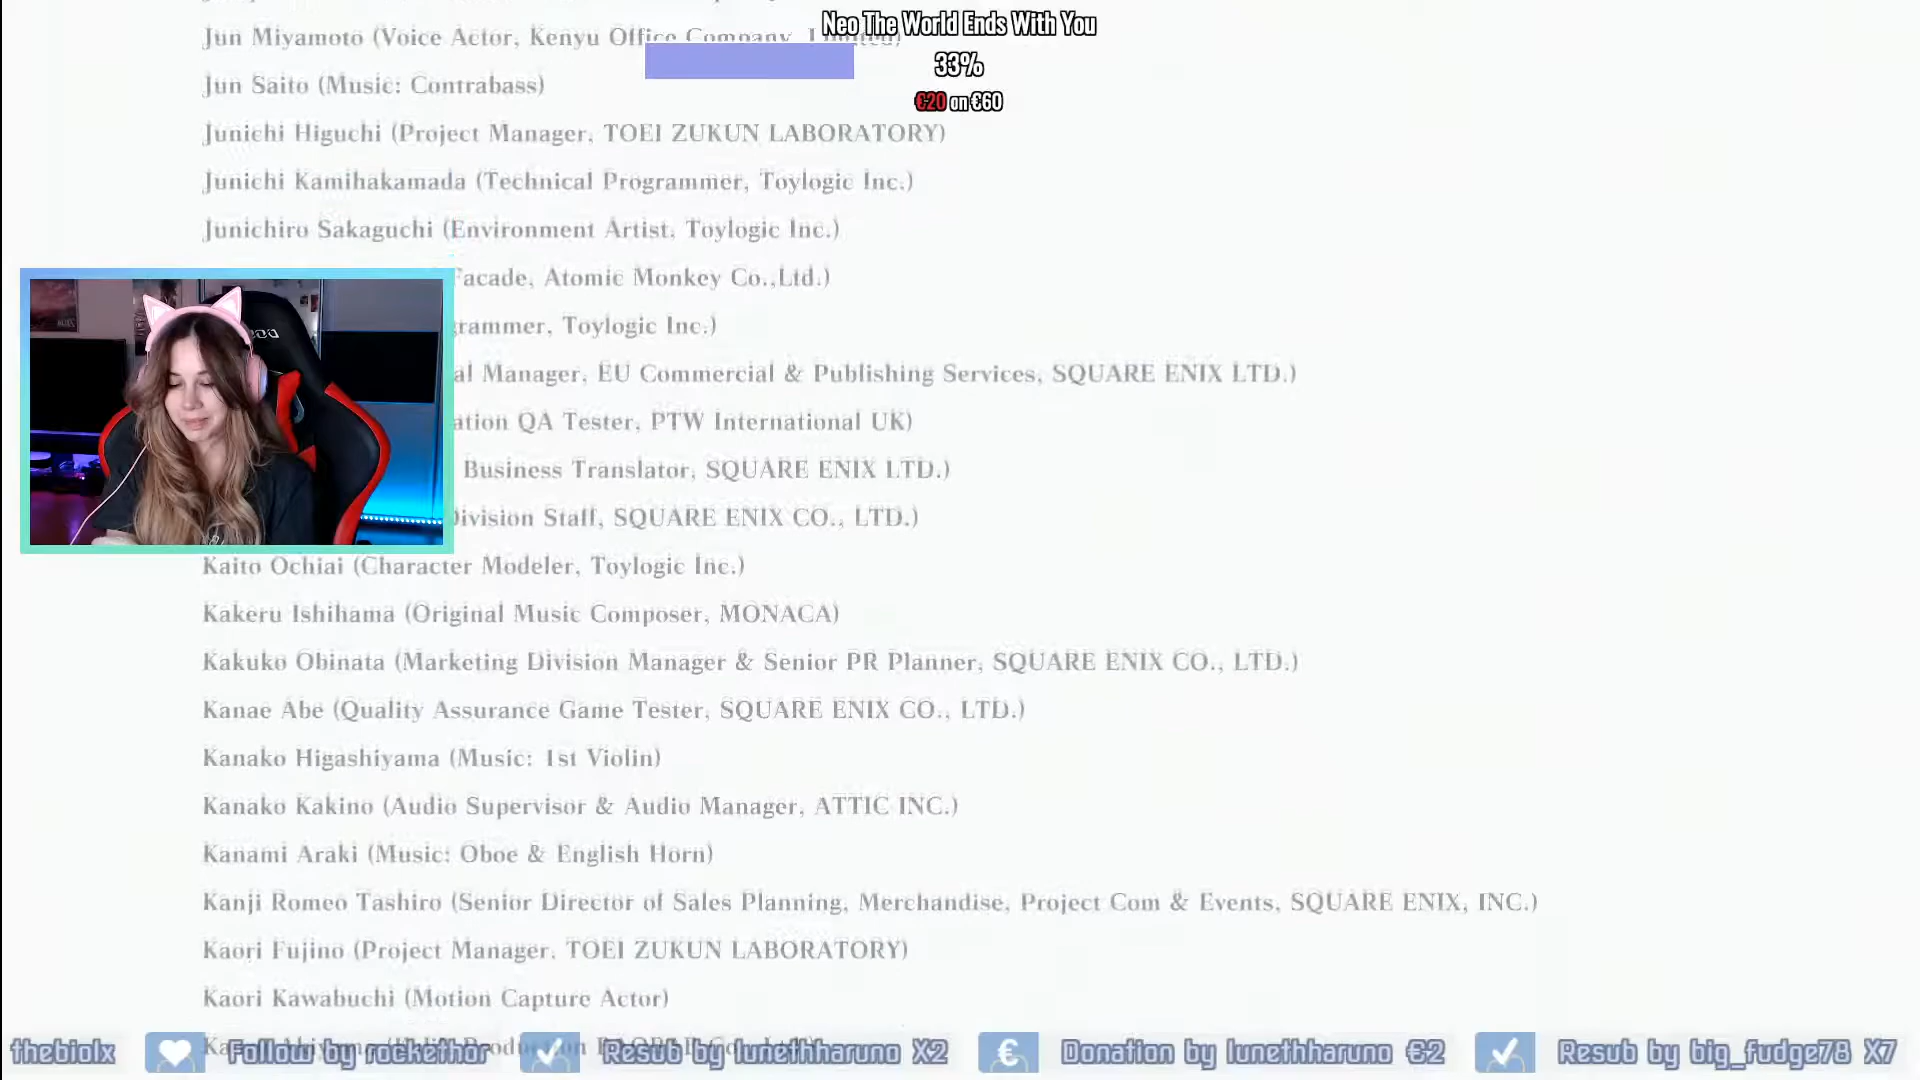 Neo The World Ends With You
33%
€20 on €60
Jun Miyamoto (Voice Actor, Kenyu Office Company, Limited)
Jun Saito (Music: Contrabass)
Junichi Higuchi (Project Manager, TOEI ZUKUN LABORATORY)
Junichi Kamihakamada (Technical Programmer, Toylogic Inc.)
Junichiro Sakaguchi (Environment Artist, Toylogic Inc.)
Facade, Atomic Monkey Co.,Ltd.)
grammer, Toylogic Inc.)
al Manager, EU Commercial & Publishing Services, SQUARE ENIX LTD.)
ation QA Tester, PTW International UK)
Business Translator, SQUARE ENIX LTD.)
Division Staff, SQUARE ENIX CO., LTD.)
Kaito Ochiai (Character Modeler, Toylogic Inc.)
Kakeru Ishihama (Original Music Composer, MONACA)
Kakuko Obinata (Marketing Division Manager & Senior PR Planner, SQUARE ENIX CO., LTD.)
Kanae Abe (Quality Assurance Game Tester, SQUARE ENIX CO., LTD.)
Kanako Higashiyama (Music: 1st Violin)
Kanako Kakino (Audio Supervisor & Audio Manager, ATTIC INC.)
Kanami Araki (Music: Oboe & English Horn)
Kanji Romeo Tashiro (Senior Director of Sales Planning, Merchandise, Project Com & Events, SQUARE ENIX, INC.)
Kaori Fujino (Project Manager, TOEI ZUKUN LABORATORY)
Kaori Kawabuchi (Motion Capture Actor)
thebiolx Follow by rockethor Resub by lunethharuno X2 Donation by lunethharuno €2 Resub by big_fudge78 X7